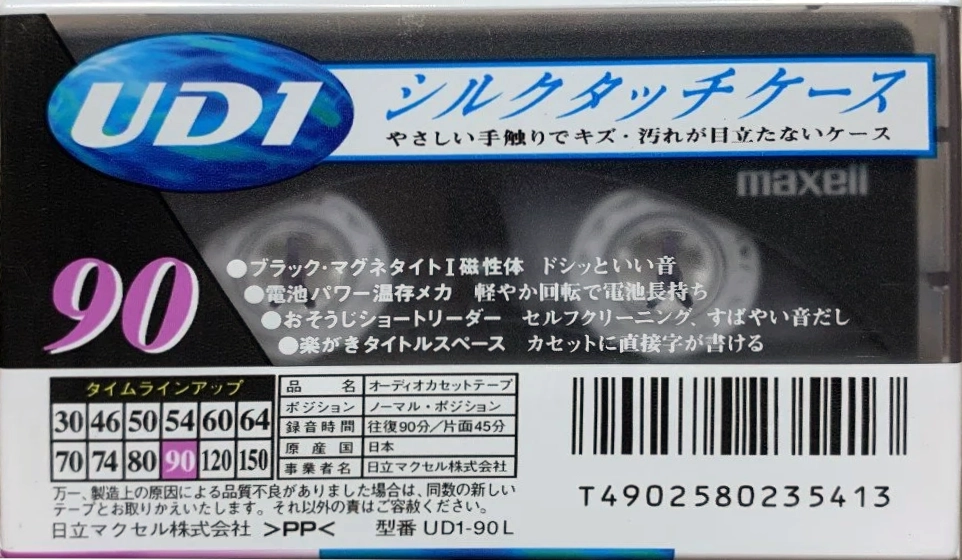 UD1
シルクタッチケース
やさしい手触りでキズ・汚れが目立たないケース
maxell
90
●ブラック・マグネタイトI磁性体 ドシッといい音
●電池パワー温存メカ 軽やか回転で電池長持ち
●おそうじショートリーダー セルフクリーニング、すばやい音だし
●楽がきタイトルスペース カセットに直接字が書ける
タイムラインアップ
30 46 50 54 60 64
70 74 80 90 120 150
品名 オーディオカセットテープ
ポジション ノーマル・ポジション
録音時間 往復90分／片面45分
原産国 日本
事業者名 日立マクセル株式会社
T4902580235413
万一、製造上の原因による品質不良がありました場合は、同数の新しい
テープとお取りかえいたします。それ以外の責はご容赦ください。
日立マクセル株式会社 >PP< 型番 UD1-90L